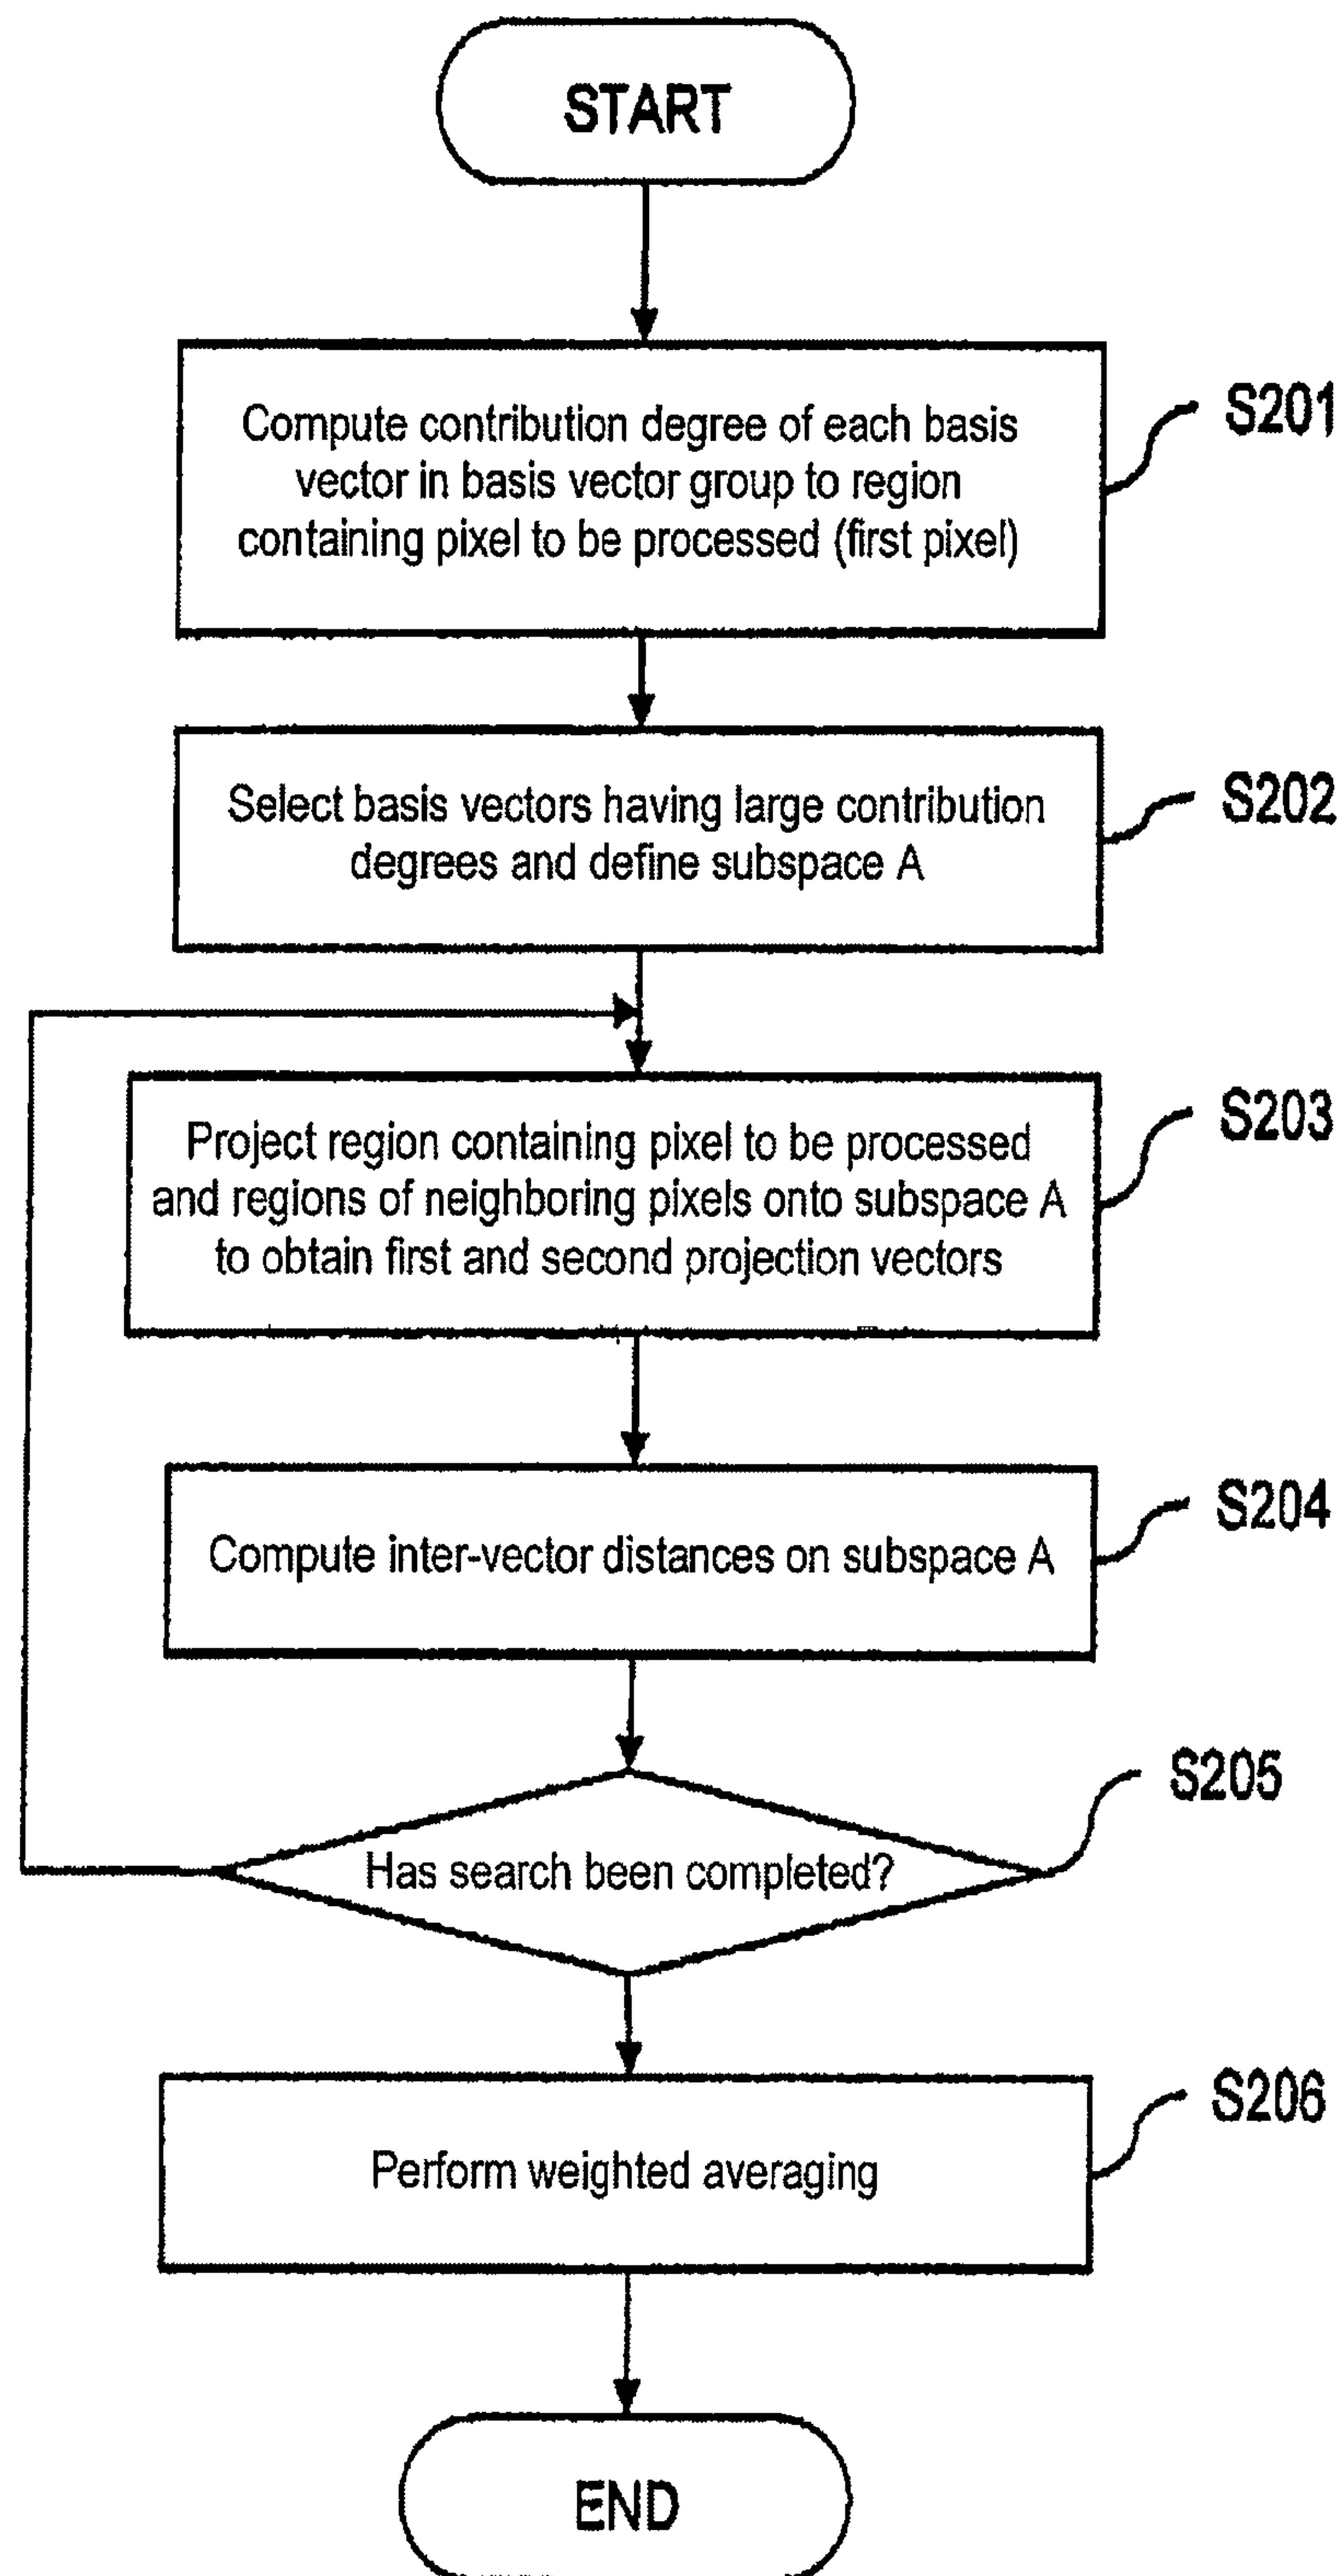 START
Compute contribution degree of each basis
vector in basis vector group to region
containing pixel to be processed (first pixel)
S201
Select basis vectors having large contribution
degrees and define subspace A
S202
Project region containing pixel to be processed
and regions of neighboring pixels onto subspace A
to obtain first and second projection vectors
S203
Compute inter-vector distances on subspace A
S204
Has search been completed?
S205
Perform weighted averaging
S206
END